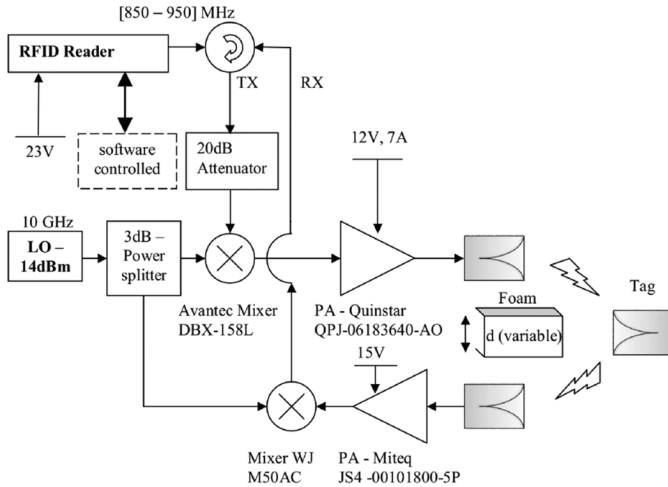 [850 – 950] MHz
RFID Reader
TX
RX
23V
software
controlled
20dB
Attenuator
12V, 7A
10 GHz
LO –
14dBm
3dB –
Power
splitter
Avantec Mixer
DBX-158L
PA - Quinstar
QPJ-06183640-AO
Foam
d (variable)
Tag
15V
Mixer WJ
M50AC
PA - Miteq
JS4 -00101800-5P